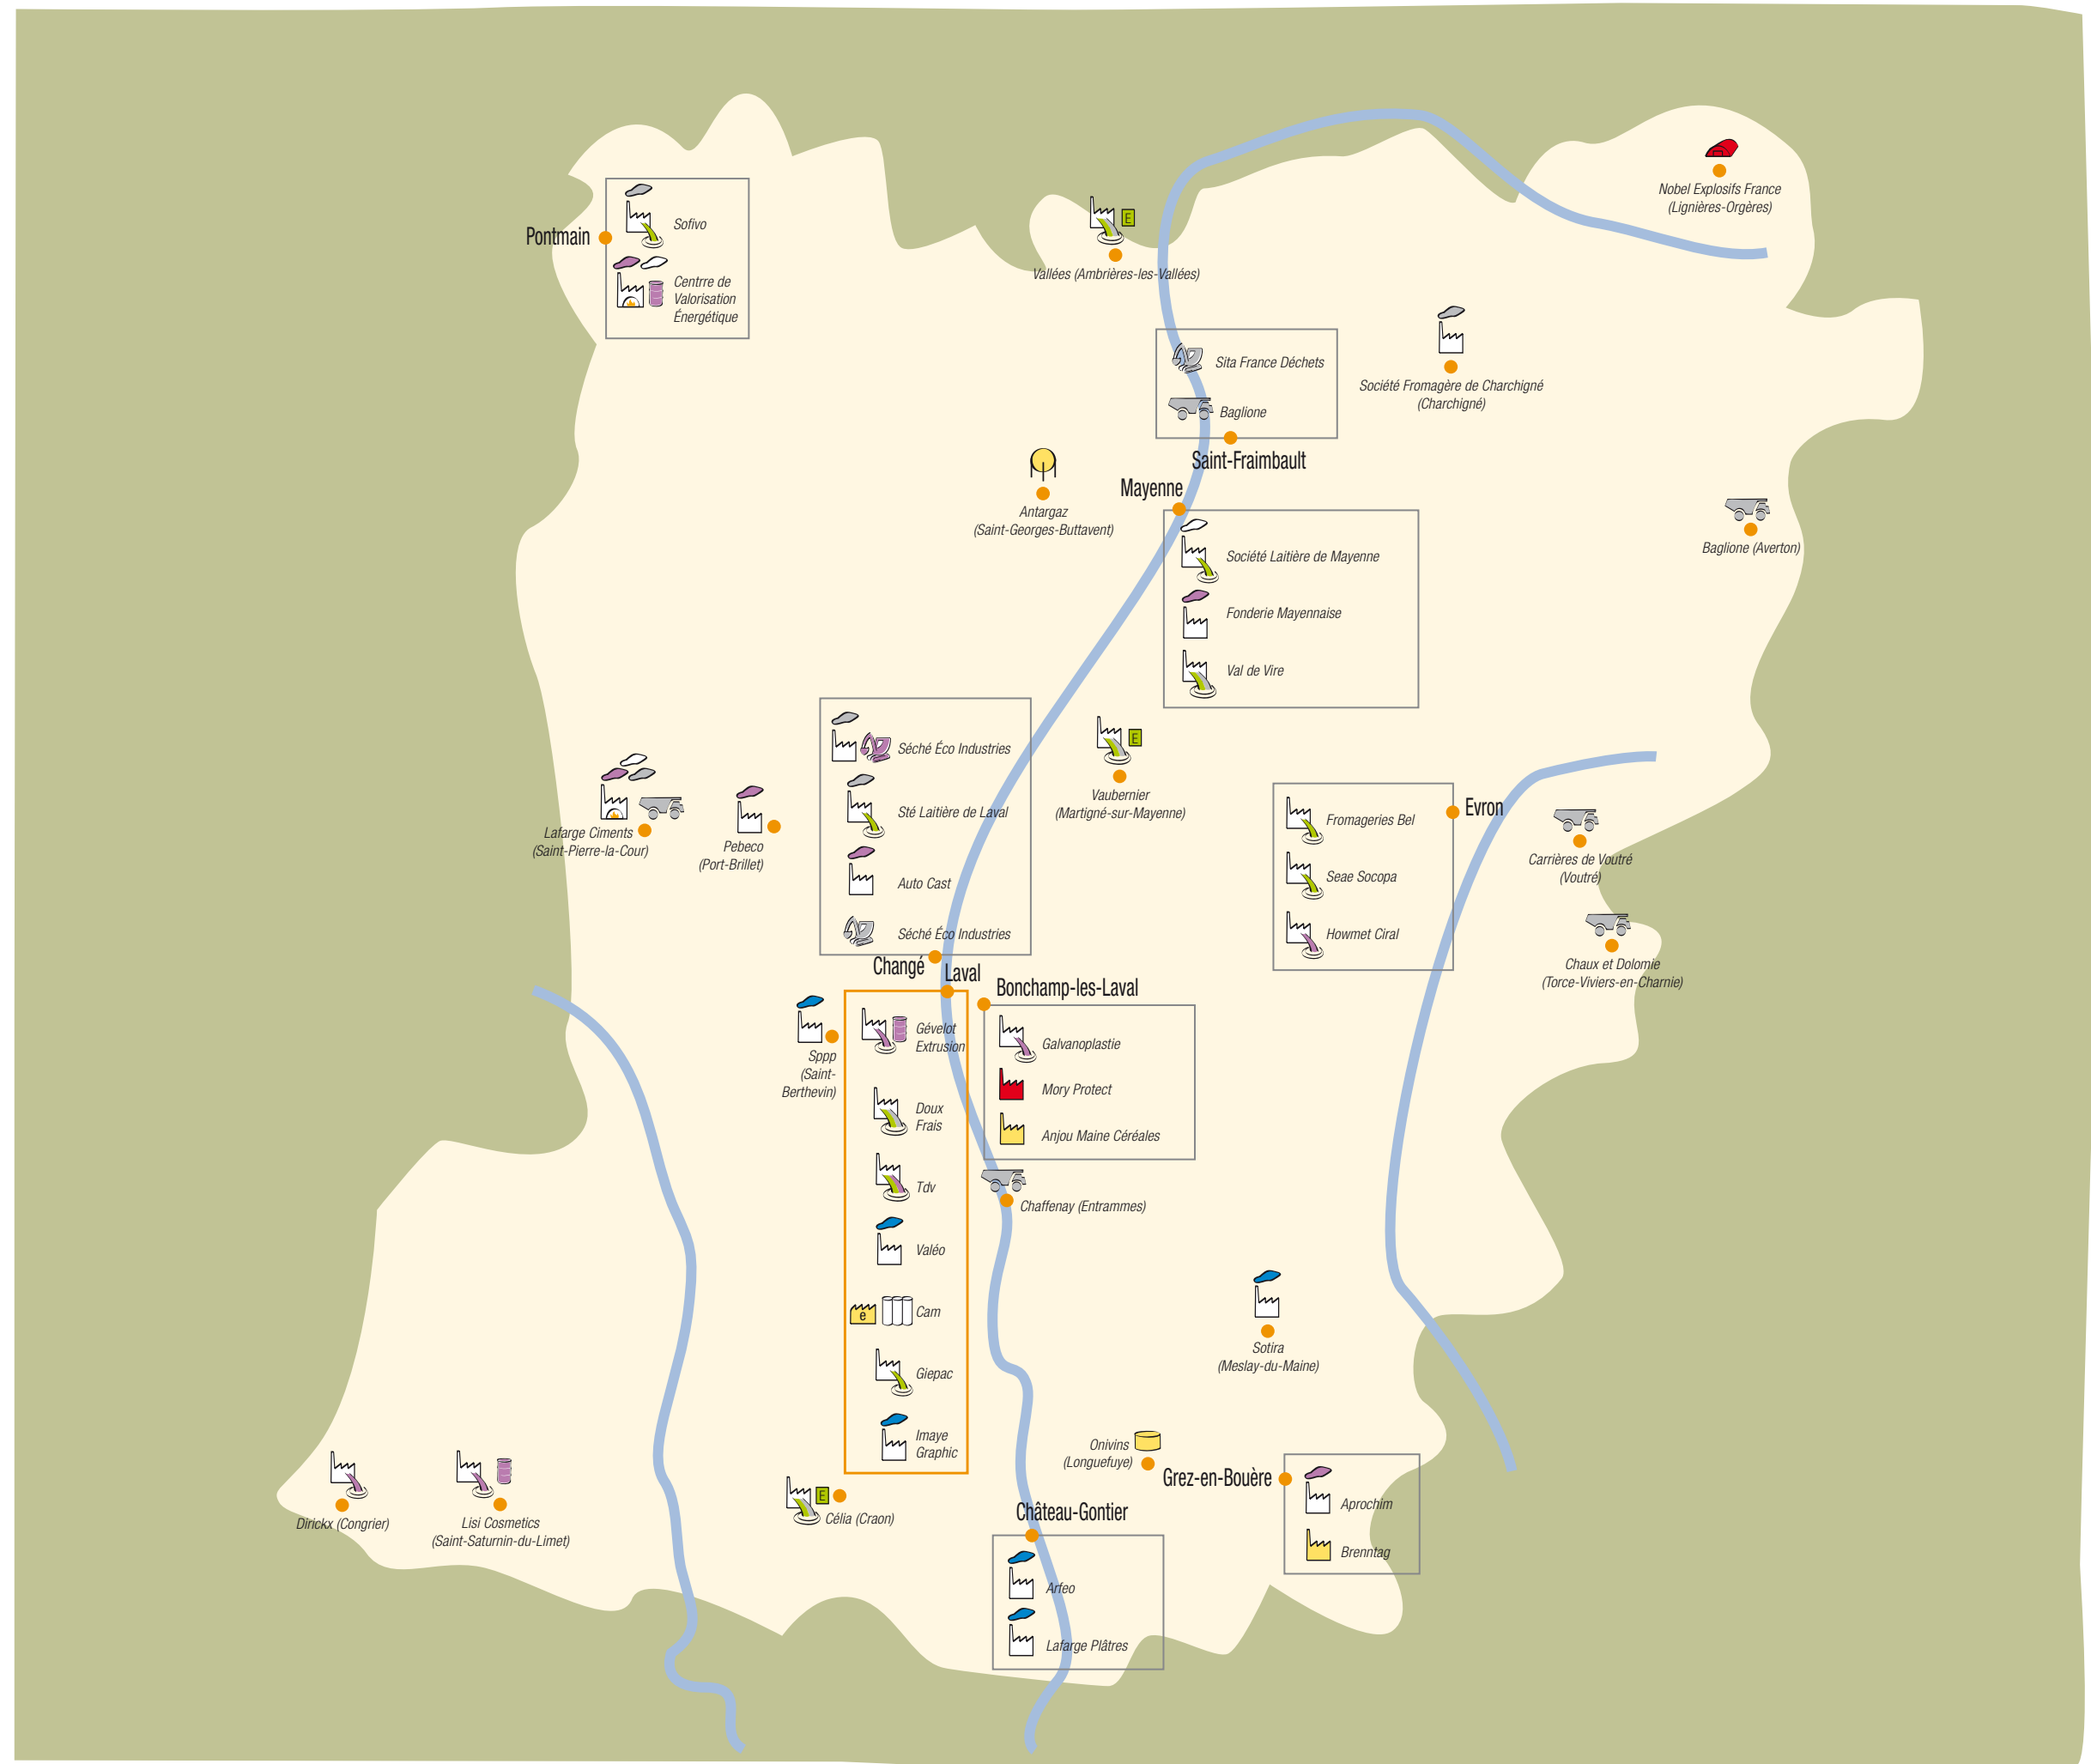 Nobel Explosifs France
(Lignières-Orgères)
Pontmain
Sofivo
Centrre de
Valorisation
Énergétique
E
Vallées (Ambrières-les-Vallées)
Sita France Déchets
Baglione
Saint-Fraimbault
Société Fromagère de Charchigné
(Charchigné)
Antargaz
(Saint-Georges-Buttavent)
Mayenne
Société Laitière de Mayenne
Fonderie Mayennaise
Val de Vire
Baglione (Averton)
Séché Éco Industries
Sté Laitière de Laval
Auto Cast
Séché Éco Industries
Changé
E
Vaubernier
(Martigné-sur-Mayenne)
Lafarge Ciments
(Saint-Pierre-la-Cour)
Pebeco
(Port-Brillet)
Evron
Fromageries Bel
Seae Socopa
Howmet Ciral
Carrières de Voutré
(Voutré)
Chaux et Dolomie
(Torce-Viviers-en-Charnie)
Laval
Gévelot
Extrusion
Doux
Frais
Tdv
Valéo
e
Cam
Giepac
Imaye
Graphic
Sppp
(Saint-
Berthevin)
Bonchamp-les-Laval
Galvanoplastie
Mory Protect
Anjou Maine Céréales
Chaffenay (Entrammes)
Sotira
(Meslay-du-Maine)
Onivins
(Longuefuye)
Grez-en-Bouère
Aprochim
Brenntag
Dirickx (Congrier)
Lisi Cosmetics
(Saint-Saturnin-du-Limet)
E
Célia (Craon)
Château-Gontier
Arfeo
Lafarge Plâtres